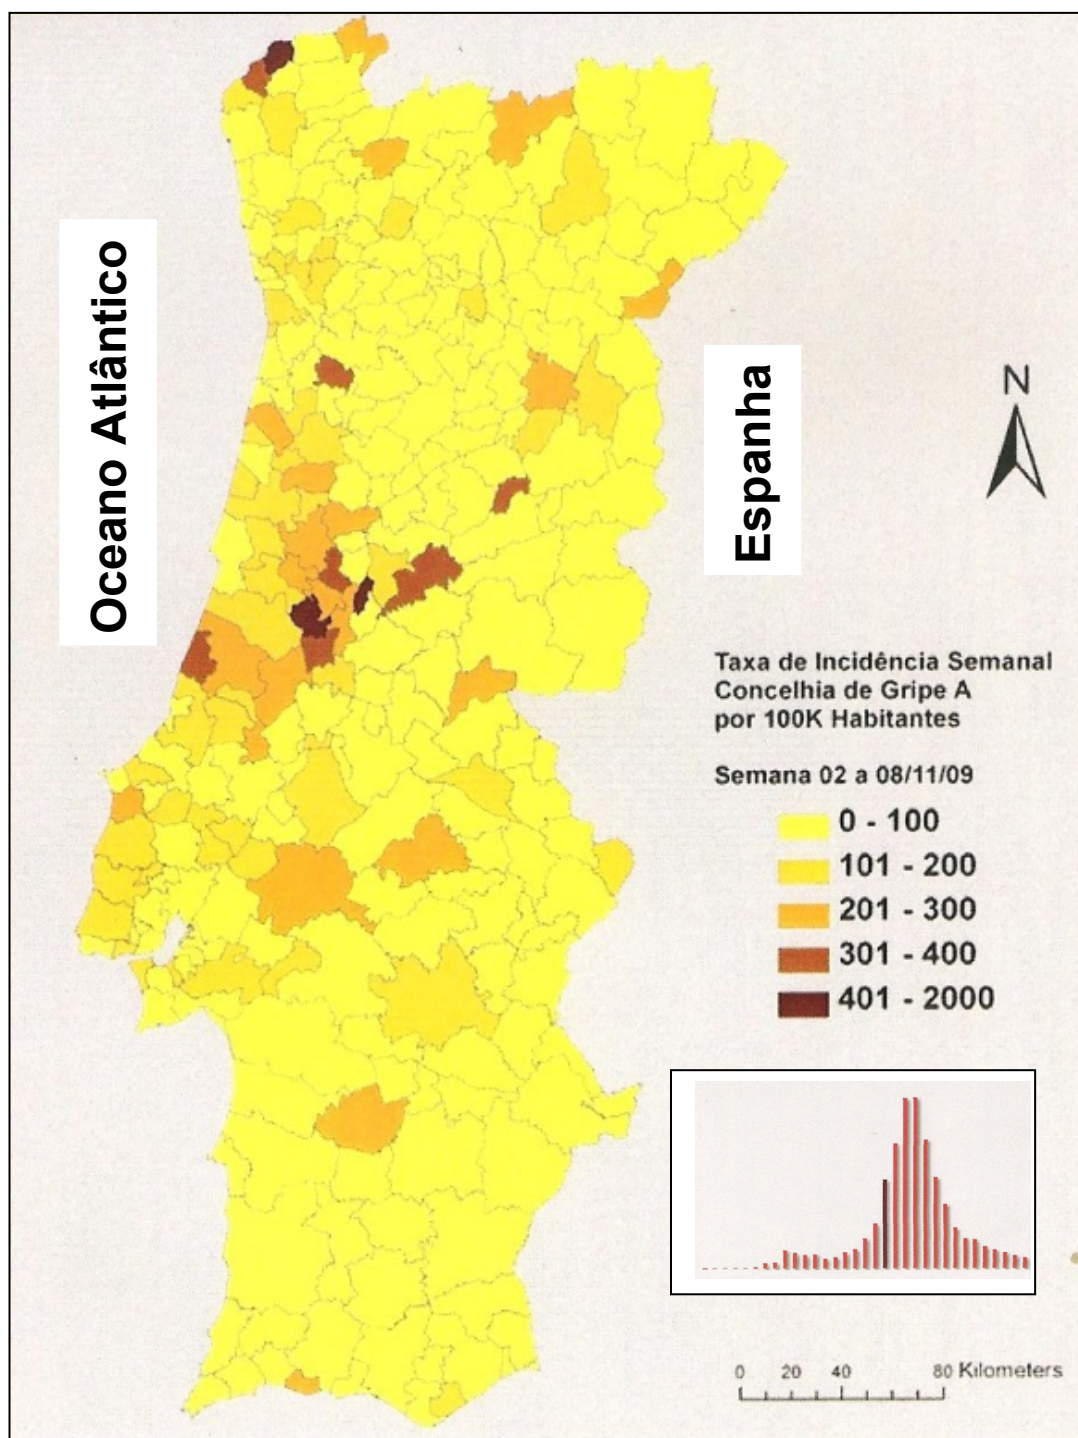 Oceano Atlântico
Espanha
N
Taxa de Incidência Semanal
Concelhia de Gripe A
por 100K Habitantes
Semana 02 a 08/11/09
0 - 100
101 - 200
201 - 300
301 - 400
401 - 2000
0 20 40 80 Kilometers